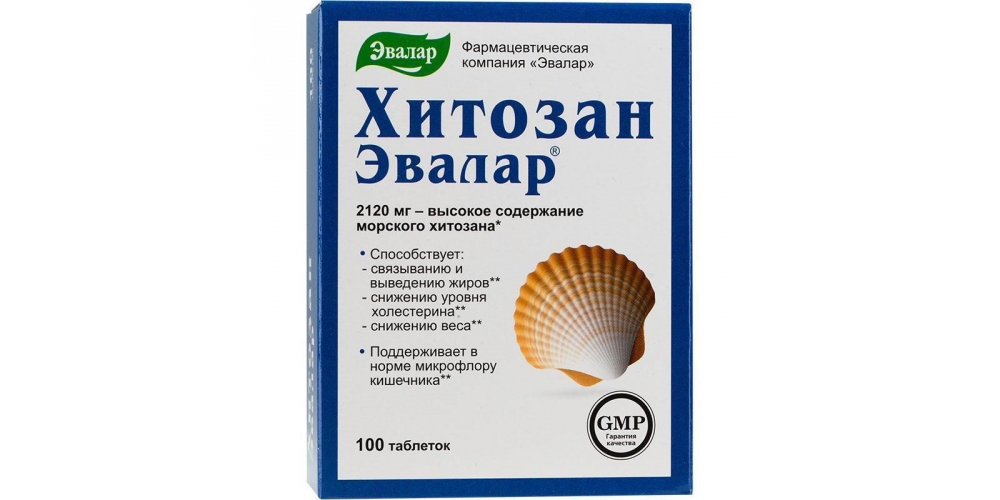 Эвалар
Фармацевтическая
компания «Эвалар»
Хитозан
Эвалар®
2120 мг – высокое содержание
морского хитозана*
• Способствует:
- связыванию и
выведению жиров**
- снижению уровня
холестерина**
- снижению веса**
• Поддерживает в
норме микрофлору
кишечника**
100 таблеток
GMP
Гарантия
качества